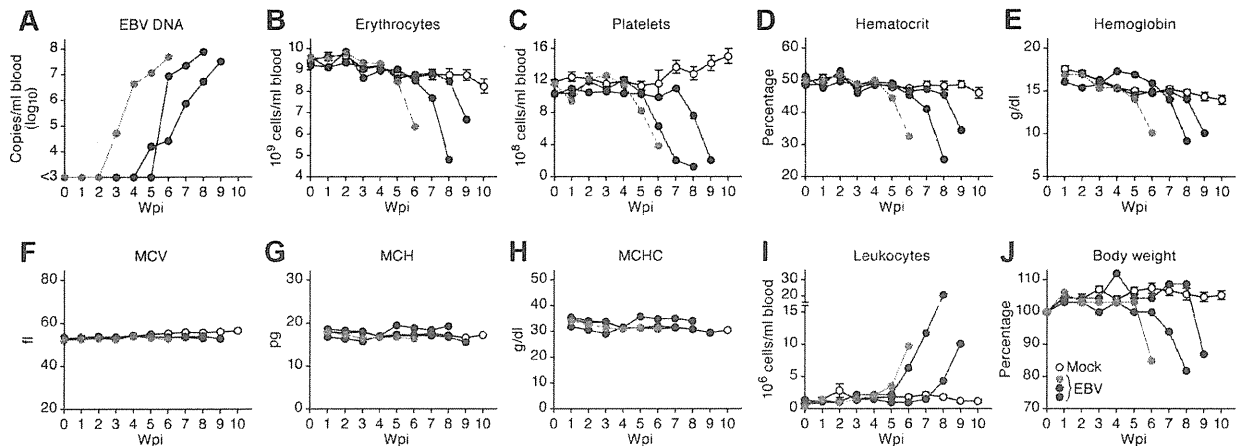 A EBV DNA
Copies/ml blood
(log10)
8
7
6
5
4
<3
0 1 2 3 4 5 6 7 8 9 10
Wpi
B Erythrocytes
10⁹ cells/ml blood
11
10
9
8
7
6
5
4
0 1 2 3 4 5 6 7 8 9 10
Wpi
C Platelets
10⁸ cells/ml blood
16
12
8
4
0
0 1 2 3 4 5 6 7 8 9 10
Wpi
D Hematocrit
Percentage
60
50
40
30
20
0 1 2 3 4 5 6 7 8 9 10
Wpi
E Hemoglobin
g/dl
20
15
10
5
0 1 2 3 4 5 6 7 8 9 10
Wpi
F MCV
fl
80
60
40
20
0 1 2 3 4 5 6 7 8 9 10
Wpi
G MCH
pg
30
20
10
0
0 1 2 3 4 5 6 7 8 9 10
Wpi
H MCHC
g/dl
50
40
30
20
10
0
0 1 2 3 4 5 6 7 8 9 10
Wpi
I Leukocytes
10⁶ cells/ml blood
30
20
10
5
0
0 1 2 3 4 5 6 7 8 9 10
Wpi
J Body weight
Percentage
110
100
90
80
70
Mock
EBV
0 1 2 3 4 5 6 7 8 9 10
Wpi